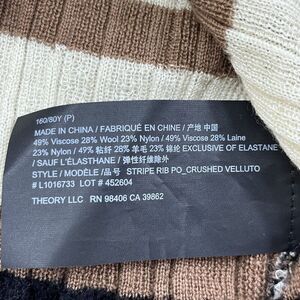 160/80Y (P)
MADE IN CHINA / FABRIQUÉ EN CHINE / 产地 中国
49% Viscose 28% Wool 23% Nylon / 49% Viscose 28% Laine
23% Nylon / 49% 粘纤 28% 羊毛 23% 锦纶 EXCLUSIVE OF ELASTANE
/ SAUF L'ÉLASTHANE / 弹性纤维除外
STYLE / MODÈLE /品号 STRIPE RIB PO_CRUSHED VELLUTO
# L1016733 LOT # 452604
THEORY LLC RN 98406 CA 39862